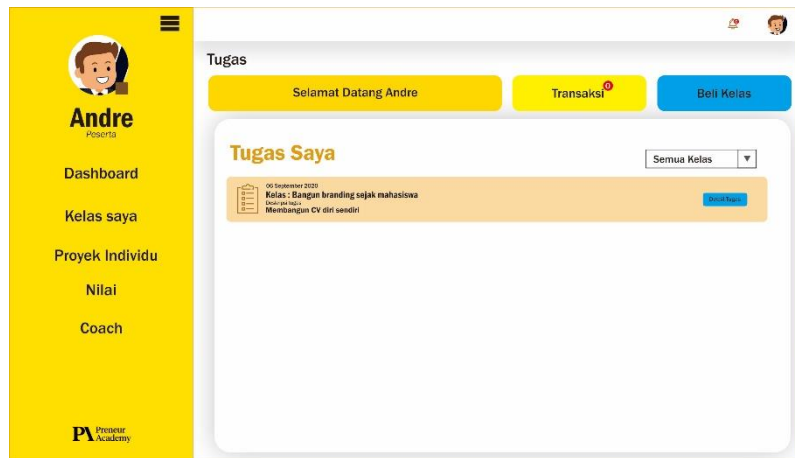 Andre
Peserta
Dashboard
Kelas saya
Proyek Individu
Nilai
Coach
PA Preneur
Academy
Tugas
Selamat Datang Andre
Transaksi
0
Beli Kelas
Tugas Saya
Semua Kelas
06 September 2020
Kelas : Bangun branding sejak mahasiswa
Deskripsi tugas
Membangun CV diri sendiri
Detail Tugas